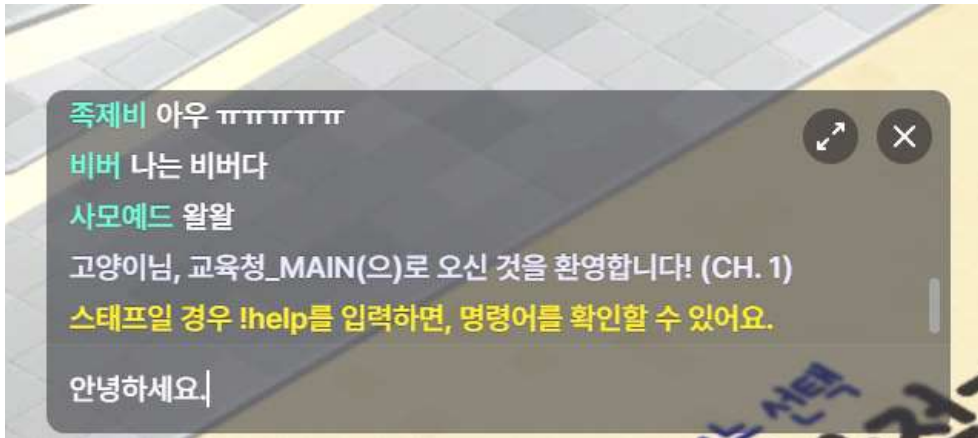 족제비 아우 ㅠㅠㅠㅠㅠ
비버 나는 비버다
사모예드 왈왈
고양이님, 교육청_MAIN(으)로 오신 것을 환영합니다! (CH. 1)
스태프일 경우 !help를 입력하면, 명령어를 확인할 수 있어요.
안녕하세요.
는 선택